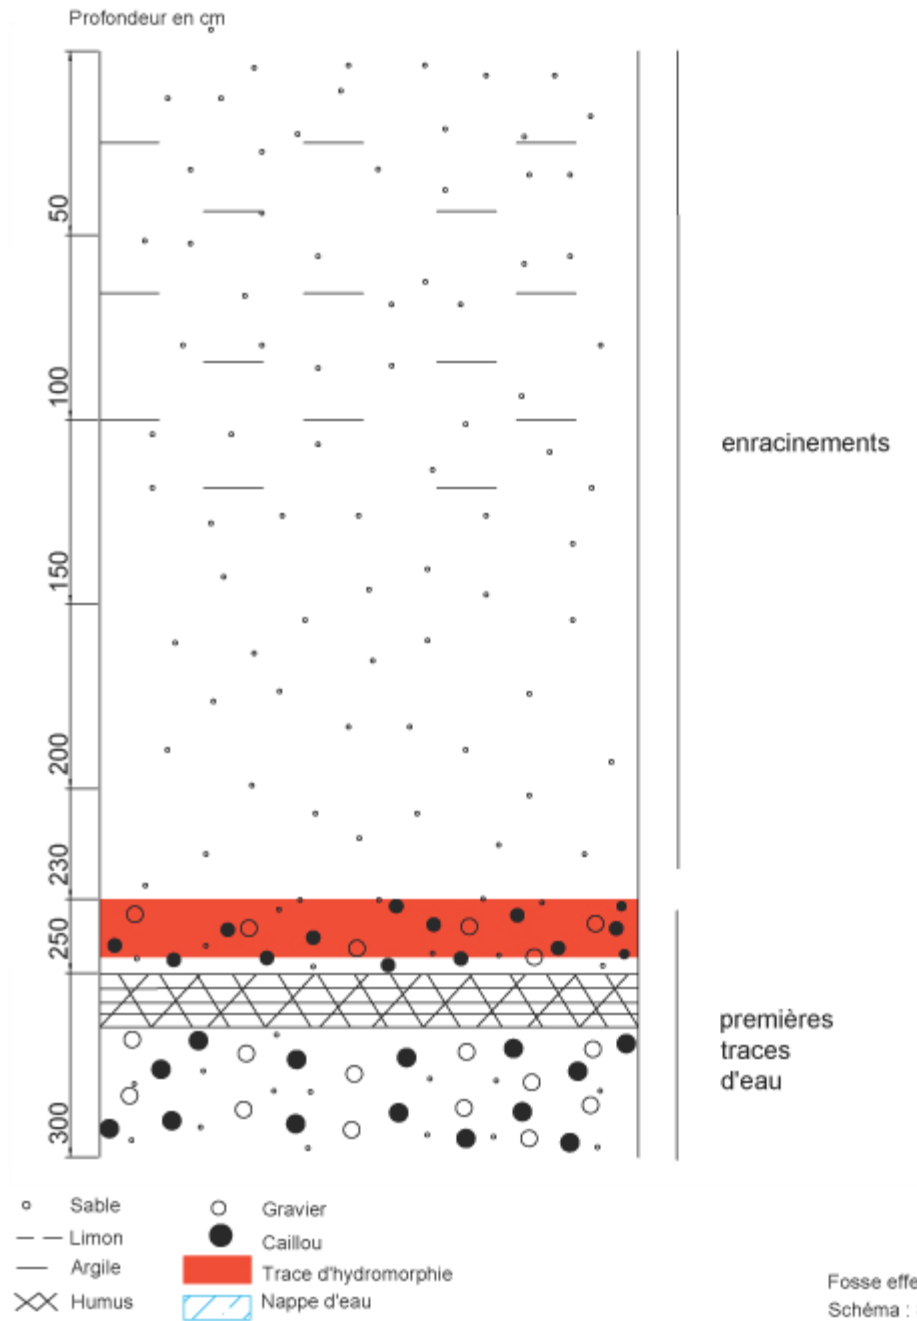 Profondeur en cm
50
100
150
200
230
250
300
enracinements
premières
traces
d'eau
Sable
Limon
Argile
Humus
Gravier
Caillou
Trace d'hydromorphie
Nappe d'eau
Fosse
Schéma :